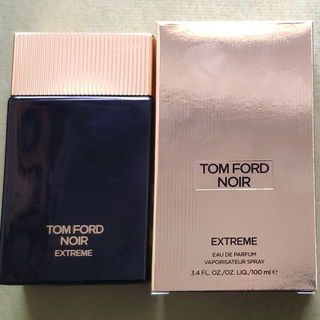 TOM FORD
NOIR
EXTREME
TOM FORD
NOIR
EXTREME
EAU DE PARFUM
VAPORISATEUR SPRAY
3.4 FL. OZ./OZ. LIQ./100 ml ℮